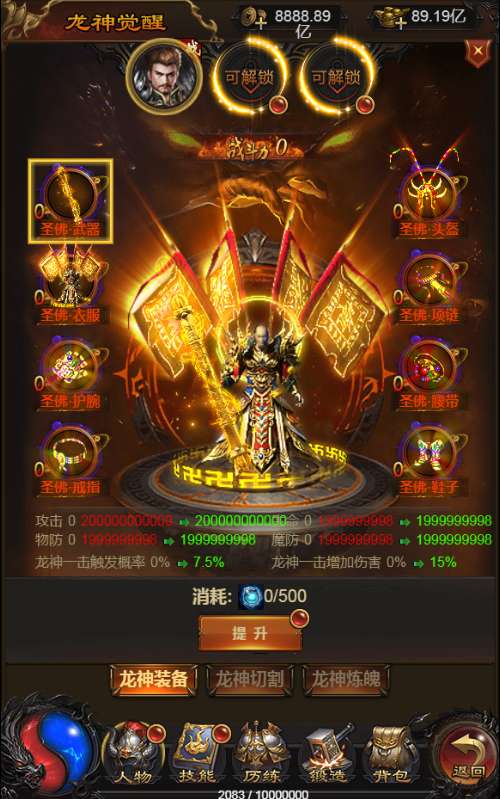 龙神觉醒
8888.89
亿
89.19亿
战
可解锁
可解锁
战斗力 0
0
圣佛·武器
0
圣佛·头盔
0
圣佛·衣服
0
圣佛·项链
0
圣佛·护腕
0
圣佛·腰带
0
圣佛·戒指
0
圣佛·鞋子
攻击 0 200000000000 200000000000
命 0 1999999998 1999999998
物防 0 1999999998 1999999998
魔防 0 1999999998 1999999998
龙神一击触发概率 0% 7.5%
龙神一击增加伤害 0% 15%
消耗: 0/500
提升
龙神装备
龙神切割
龙神炼魄
人物
技能
历练
锻造
背包
返回
2083 / 10000000